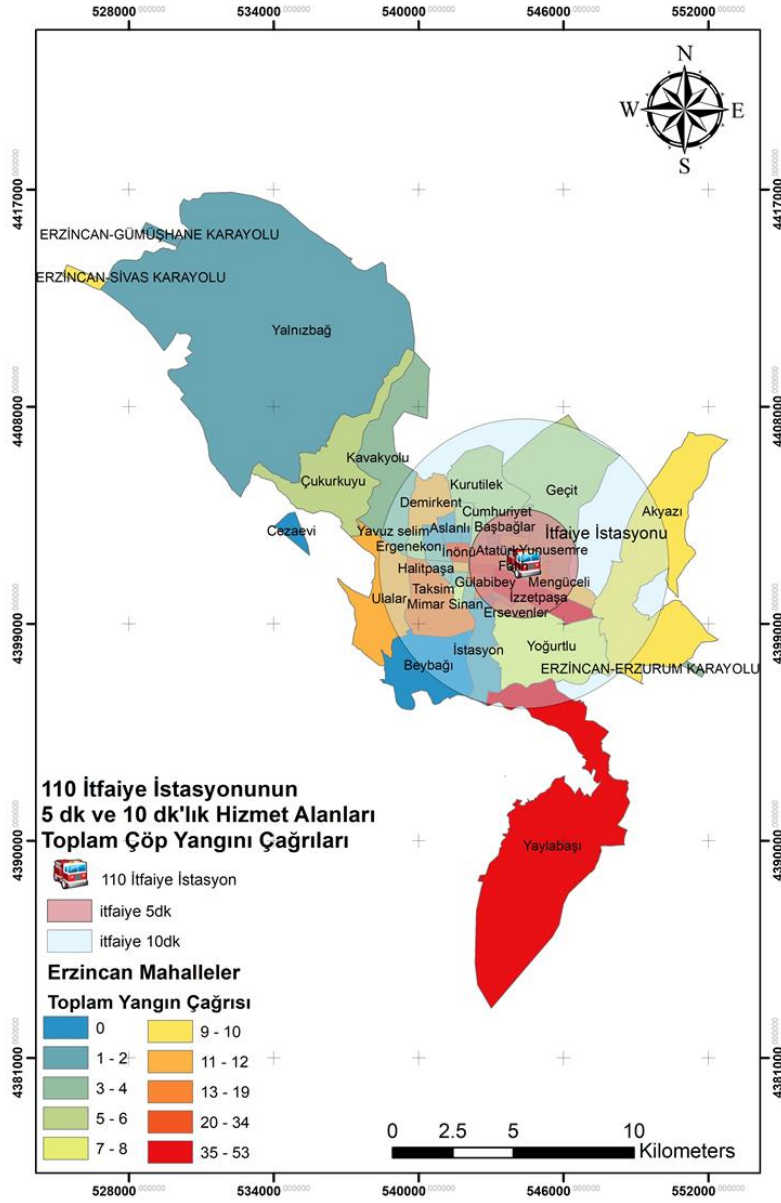 528000 534000 540000 546000 552000
N
W E
S
4417000 4417000
ERZİNCAN-GÜMÜŞHANE KARAYOLU
ERZİNCAN-SİVAS KARAYOLU
Yalnızbağ
4408000 4408000
Kavakyolu
Çukurkuyu
Kurutilek
Geçit
Demirkent
Akyazı
Cumhuriyet
Cezaevi
Yavuz selim
Aslanlı
Başbağlar
İtfaiye İstasyonu
Ergenekon
İnönü
Atatürk
Yunusemre
Halitpaşa
Taksim
Gülabibey
Mengüceli
Ulalar
Mimar Sinan
İzzetpaşa
Ersevenler
4399000 4399000
Beybağı
İstasyon
Yoğurtlu
ERZİNCAN-ERZURUM KARAYOLU
110 İtfaiye İstasyonunun
5 dk ve 10 dk'lık Hizmet Alanları
Toplam Çöp Yangını Çağrıları
4390000 4390000
Yaylabaşı
110 İtfaiye İstasyon
itfaiye 5dk
itfaiye 10dk
Erzincan Mahalleler
Toplam Yangın Çağrısı
0
1 - 2
3 - 4
5 - 6
7 - 8
9 - 10
11 - 12
13 - 19
20 - 34
35 - 53
4381000 4381000
0 2.5 5 10
Kilometers
528000 534000 540000 546000 552000